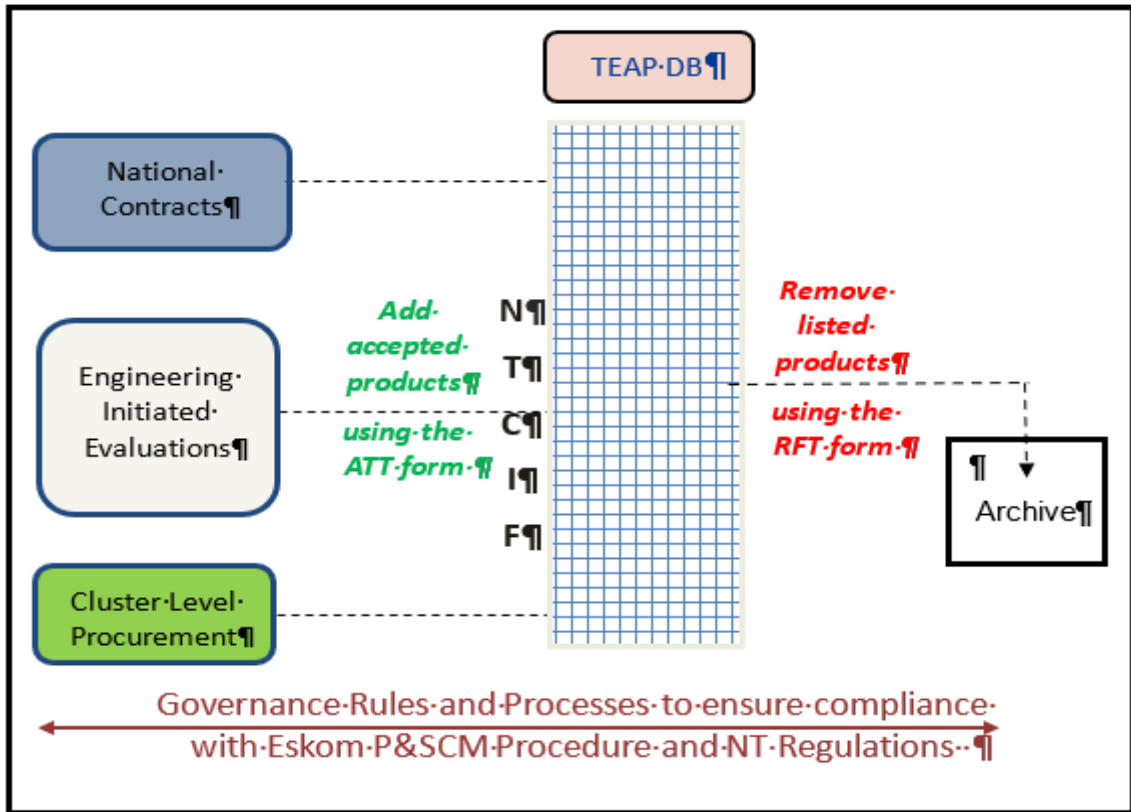 TEAP·DB¶
National·
Contracts¶
Engineering·
Initiated·
Evaluations¶
Cluster·Level·
Procurement¶
Add·
accepted·
products¶
using·the·
ATT·form·¶
N¶
T¶
C¶
I¶
F¶
Remove·
listed·
products¶
using·the·
RFT·form·¶
¶
Archive¶
Governance·Rules·and·Processes·to·ensure·compliance·
with·Eskom·P&SCM·Procedure·and·NT·Regulations··¶